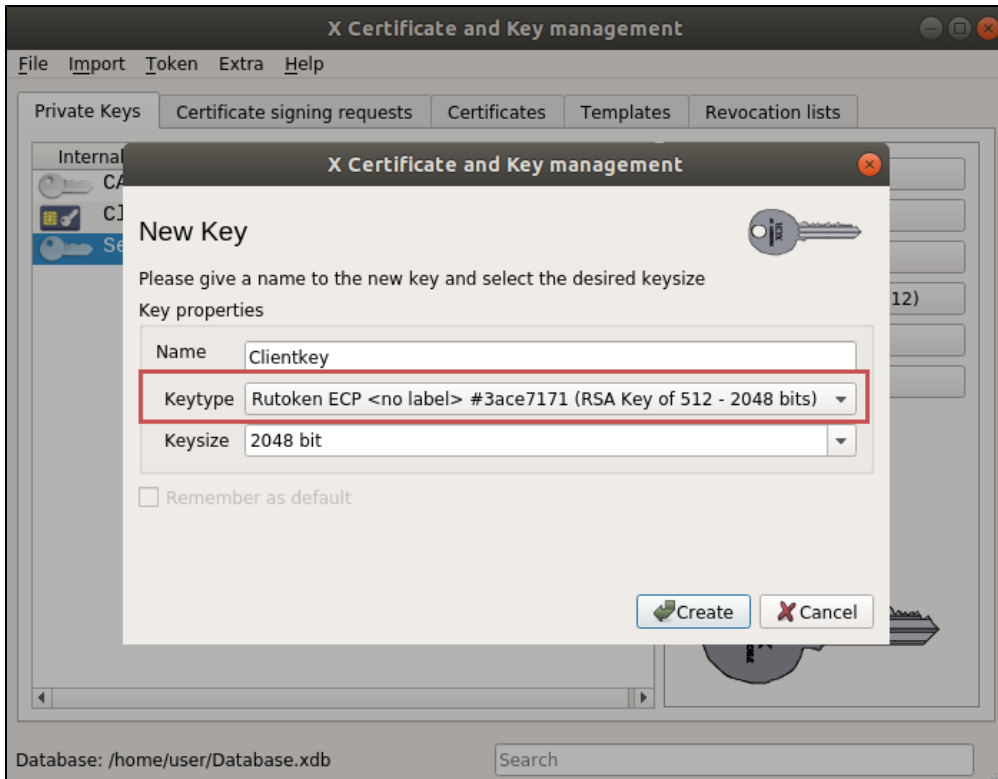 X Certificate and Key management
File Import Token Extra Help
Private Keys Certificate signing requests Certificates Templates Revocation lists
Internal
CA
Cl
Se
12)
X Certificate and Key management
New Key
Please give a name to the new key and select the desired keysize
Key properties
Name Clientkey
Keytype Rutoken ECP <no label> #3ace7171 (RSA Key of 512 - 2048 bits)
Keysize 2048 bit
Remember as default
Create Cancel
Database: /home/user/Database.xdb Search